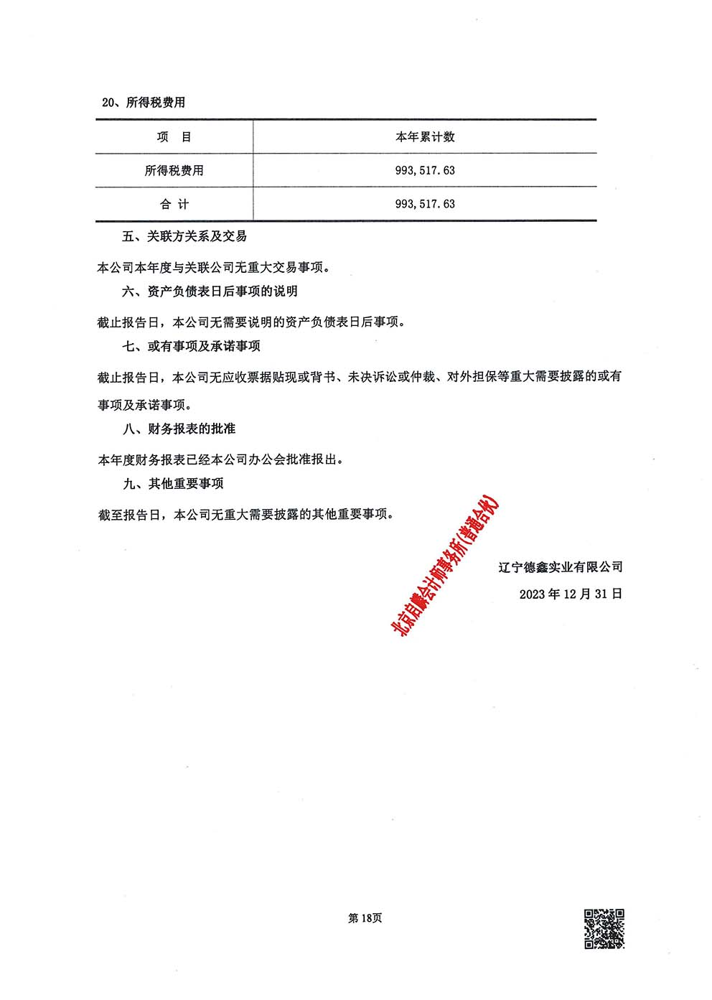 20、所得税费用
项 目 本年累计数
所得税费用 993,517.63
合 计 993,517.63
五、关联方关系及交易
本公司本年度与关联公司无重大交易事项。
六、资产负债表日后事项的说明
截止报告日，本公司无需要说明的资产负债表日后事项。
七、或有事项及承诺事项
截止报告日，本公司无应收票据贴现或背书、未决诉讼或仲裁、对外担保等重大需要披露的或有
事项及承诺事项。
八、财务报表的批准
本年度财务报表已经本公司办公会批准报出。
九、其他重要事项
截至报告日，本公司无重大需要披露的其他重要事项。
北京启麟会计师事务所(普通合伙)
辽宁德鑫实业有限公司
2023 年 12 月 31 日
第 18页